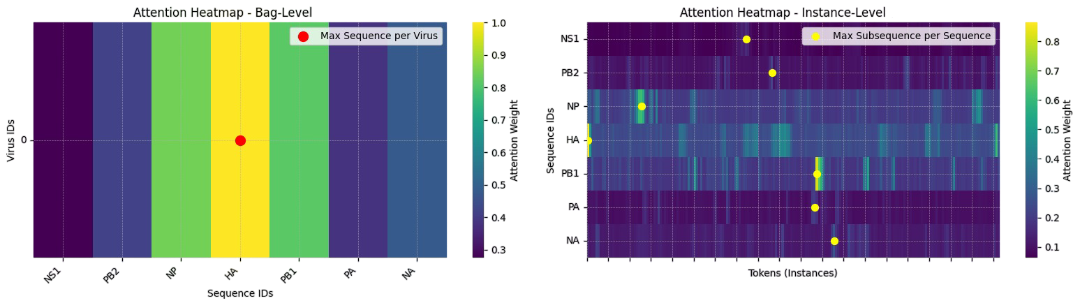 Attention Heatmap - Bag-Level
Max Sequence per Virus
Virus IDs
0
NS1
PB2
NP
HA
PB1
PA
NA
Sequence IDs
1.0
0.9
0.8
0.7
0.6
0.5
0.4
0.3
Attention Weight
Attention Heatmap - Instance-Level
Max Subsequence per Sequence
Sequence IDs
NS1
PB2
NP
HA
PB1
PA
NA
Tokens (Instances)
0.8
0.7
0.6
0.5
0.4
0.3
0.2
0.1
Attention Weight